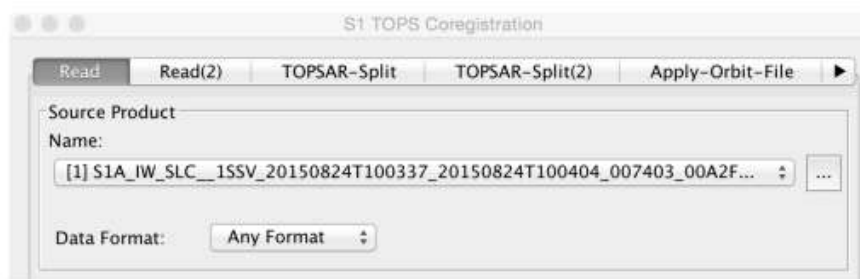 S1 TOPS Coregistration
Read Read(2) TOPSAR-Split TOPSAR-Split(2) Apply-Orbit-File
Source Product
Name:
[1] S1A_IW_SLC__1SSV_20150824T100337_20150824T100404_007403_00A2F... ...
Data Format: Any Format